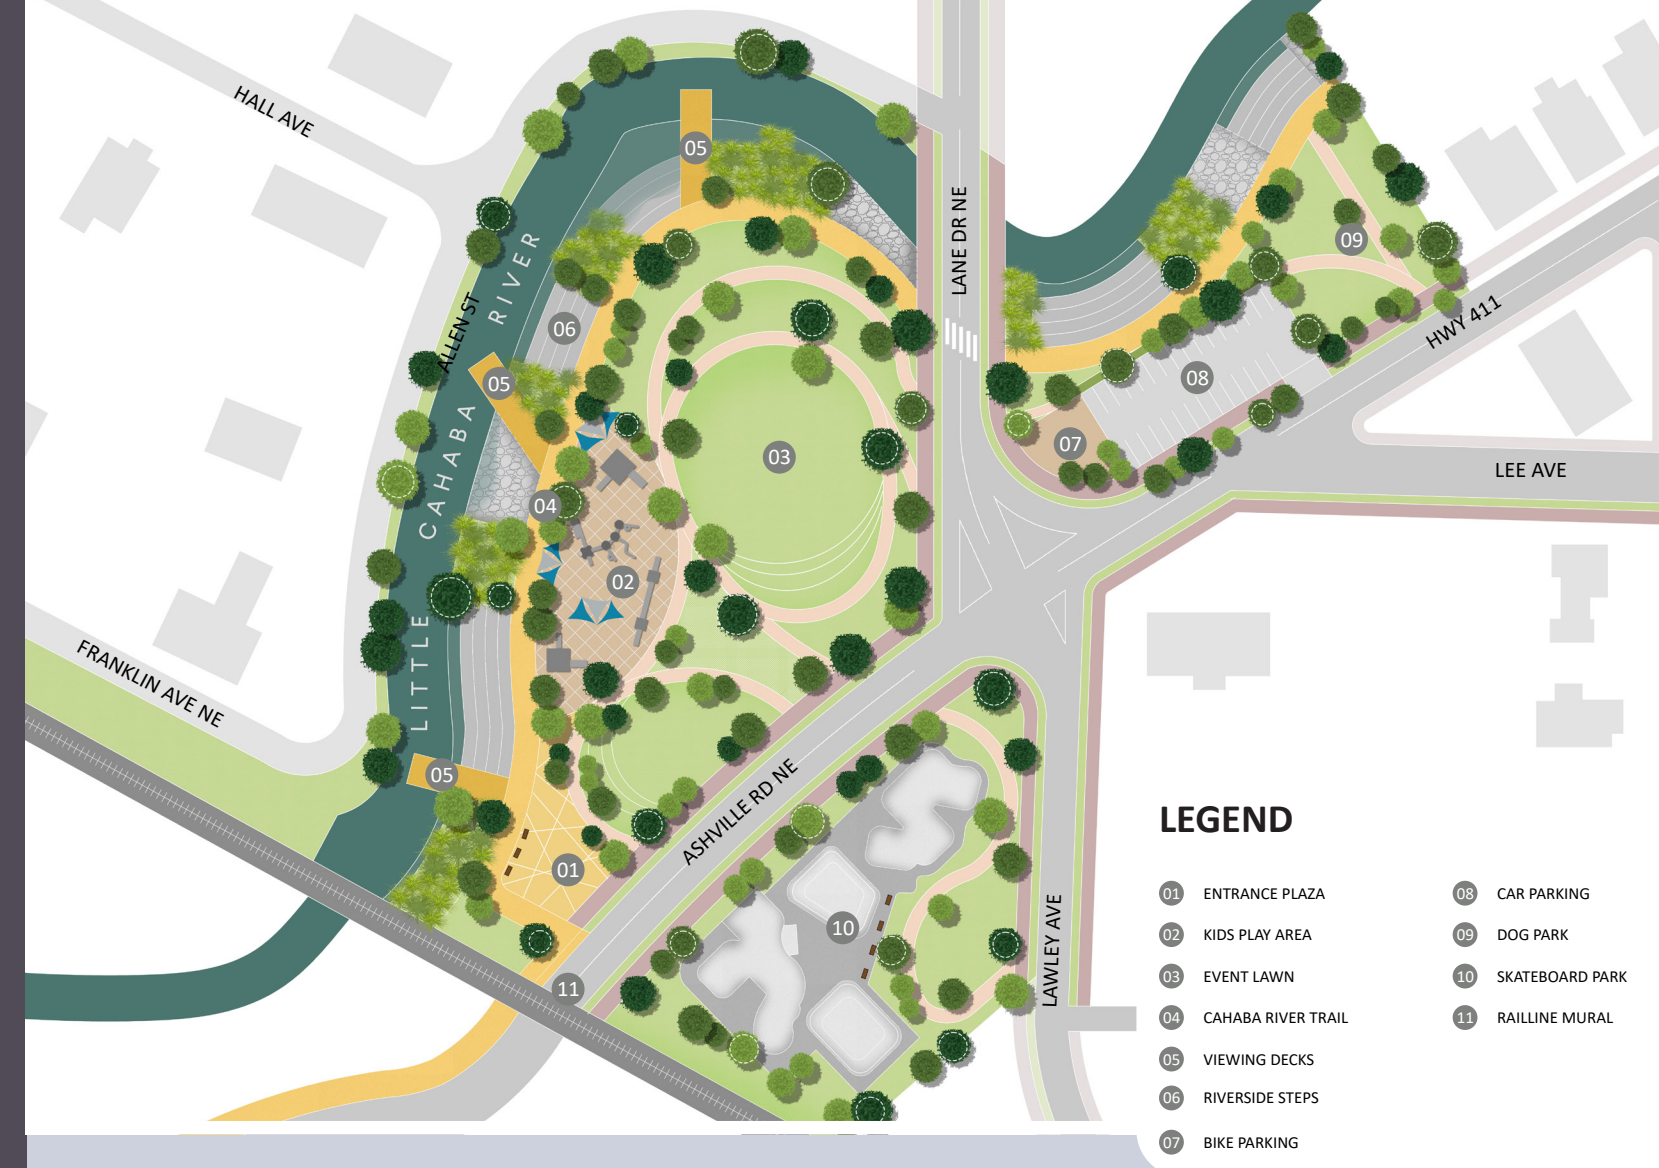 HALL AVE
05
LANE DR NE
09
LITTLE CAHABA RIVER
ALLEN ST
06
HWY 411
05
08
07
03
LEE AVE
04
02
FRANKLIN AVE NE
05
ASHVILLE RD NE
01
10
LAWLEY AVE
11
LEGEND
01 ENTRANCE PLAZA
02 KIDS PLAY AREA
03 EVENT LAWN
04 CAHABA RIVER TRAIL
05 VIEWING DECKS
06 RIVERSIDE STEPS
07 BIKE PARKING
08 CAR PARKING
09 DOG PARK
10 SKATEBOARD PARK
11 RAILLINE MURAL